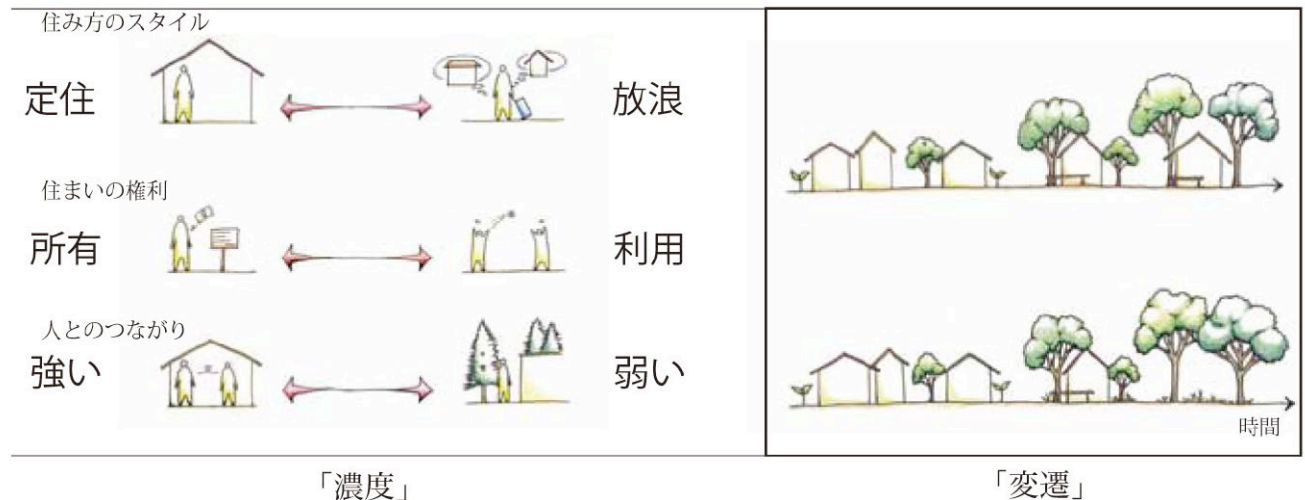 住み方のスタイル
定住
放浪
住まいの権利
所有
利用
人とのつながり
強い
弱い
時間
「濃度」
「変遷」